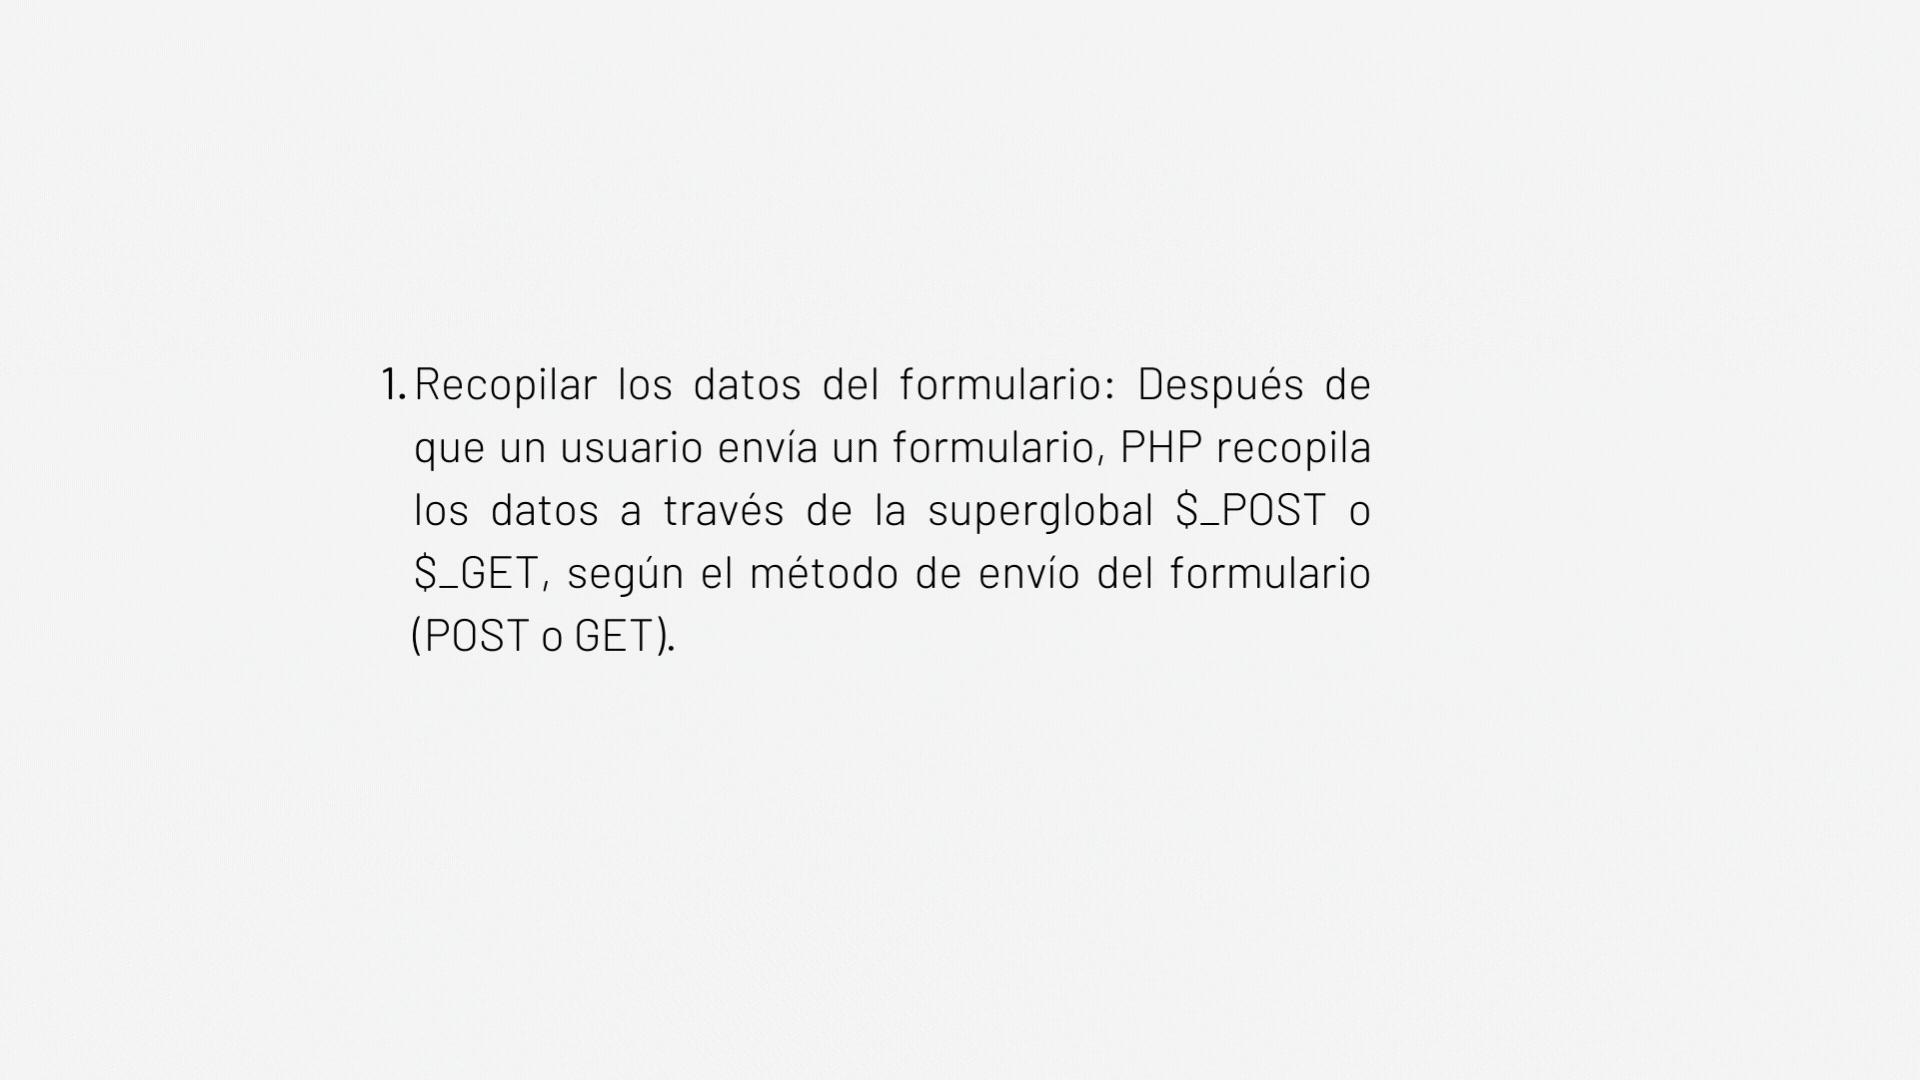 1. Recopilar los datos del formulario: Después de
que un usuario envía un formulario, PHP recopila
los datos a través de la superglobal $_POST o
$_GET, según el método de envío del formulario
(POST o GET).